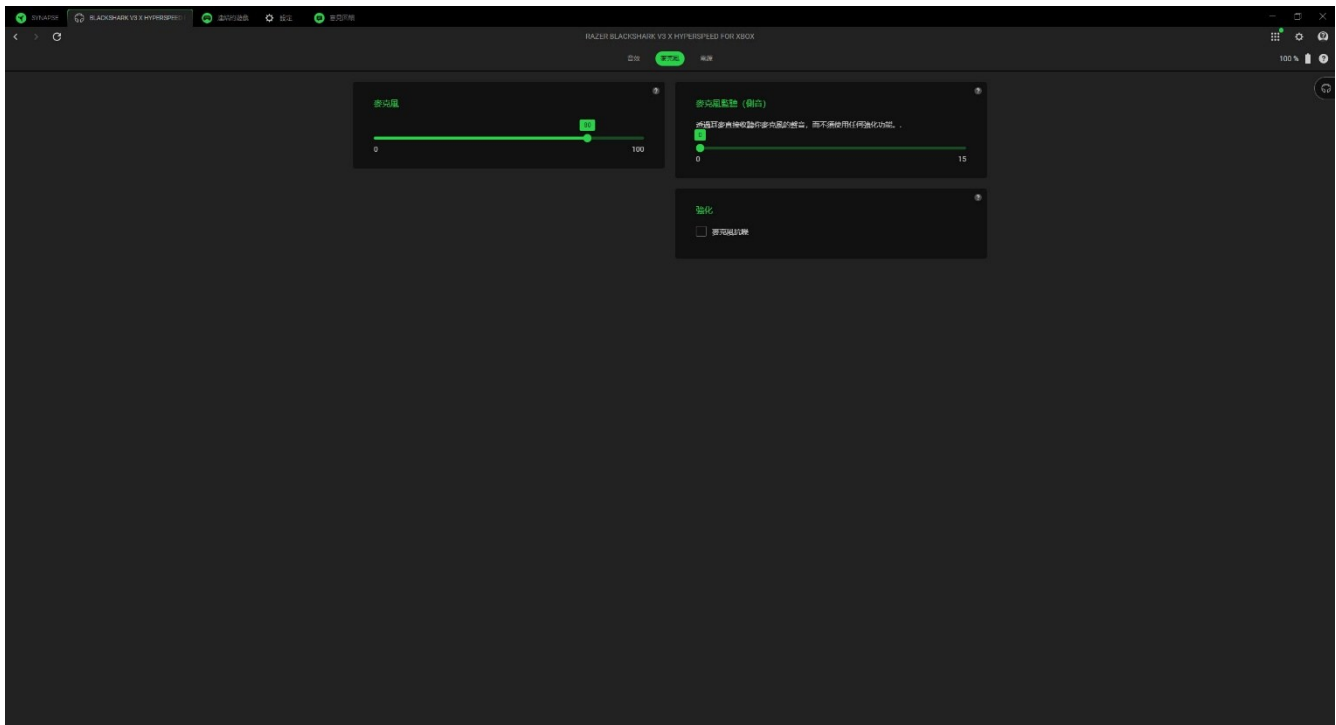 SYNAPSE
BLACKSHARK V3 X HYPERSPEED
設定
RAZER BLACKSHARK V3 X HYPERSPEED FOR XBOX
音效
麥克風
電源
100 %
麥克風
0
100
麥克風監聽（側音）
透過耳麥直接收聽你麥克風的聲音，而不須使用任何強化功能。.
0
0
15
強化
麥克風抗噪